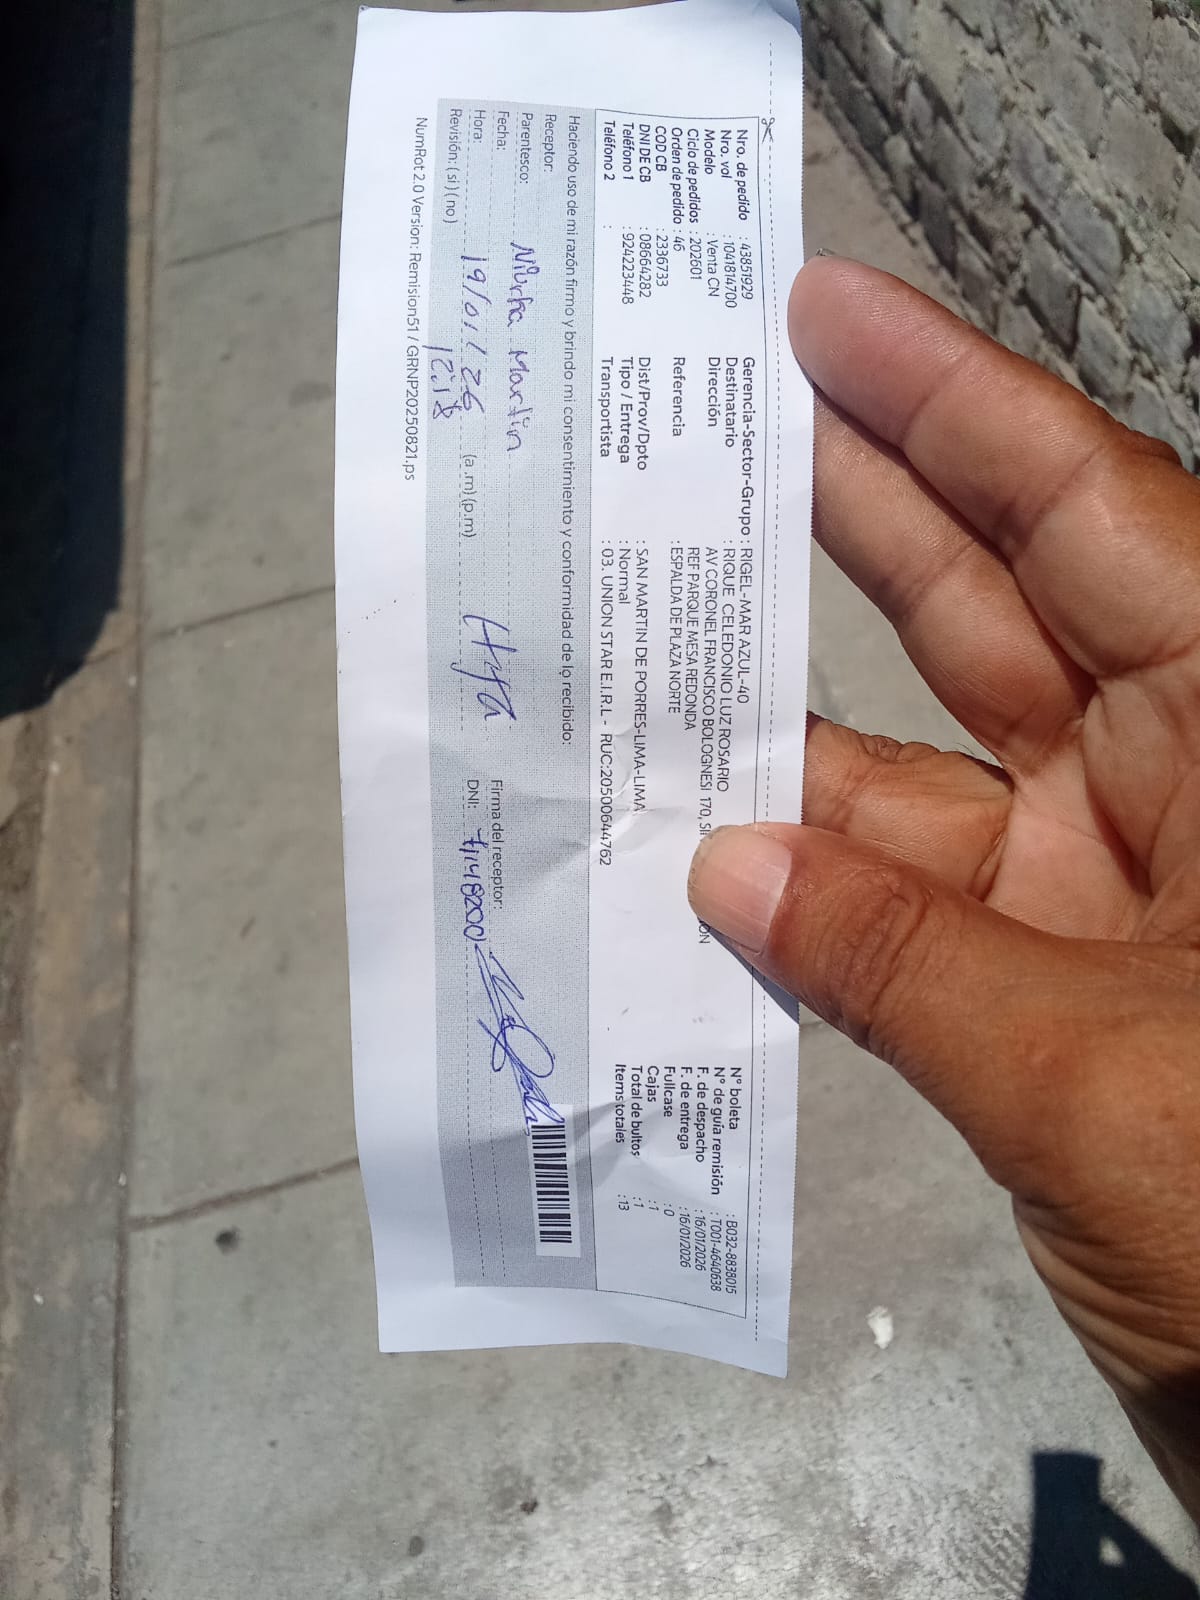 Nro. de pedido : 43851929
Nro. vol : 1041814700
Modelo : Venta CN
Ciclo de pedidos : 202601
Orden de pedido : 46
COD CB : 2336733
DNI DE CB : 08664282
Teléfono 1 : 924223448
Teléfono 2 :
Gerencia-Sector-Grupo : RIGEL-MAR AZUL-40
Destinatario : RIQUE CELEDONIO LUZ ROSARIO
Dirección AV CORONEL FRANCISCO BOLOGNESI 170,
REF PARQUE MESA REDONDA
Referencia : ESPALDA DE PLAZA NORTE
Dist/Prov/Dpto : SAN MARTIN DE PORRES-LIMA-LIMA
Tipo / Entrega : Normal
Transportista : 03. UNION STAR E.I.R.L - RUC:20500644762
N° boleta : B032-8838015
N° de guia remisión : T001-4640638
F. de despacho : 16/01/2026
F. de entrega : 16/01/2026
Fullcase : 0
Cajas : 1
Total de bultos : 1
Items totales : 13
Haciendo uso de mi razón firmo y brindo mi consentimiento y conformidad de lo recibido:
Receptor:
Parentesco: Martin
Fecha: 19/01/26
Hora: 12:18 (a .m) (p.m)
Revisión: (si) (no)
Firma del receptor:
DNI: 71148200
NumRot 2.0 Version: Remision51 / GRNP20250821.ps